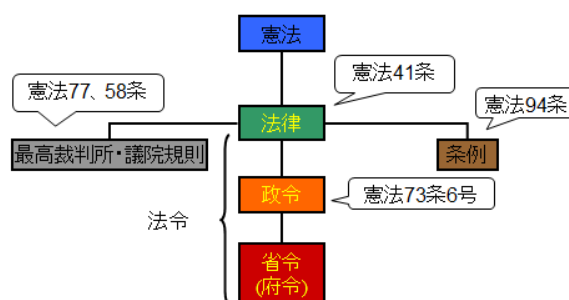 憲法
憲法41条
憲法77、58条
憲法94条
法律
最高裁判所・議院規則
条例
政令
憲法73条6号
法令
省令
(府令)